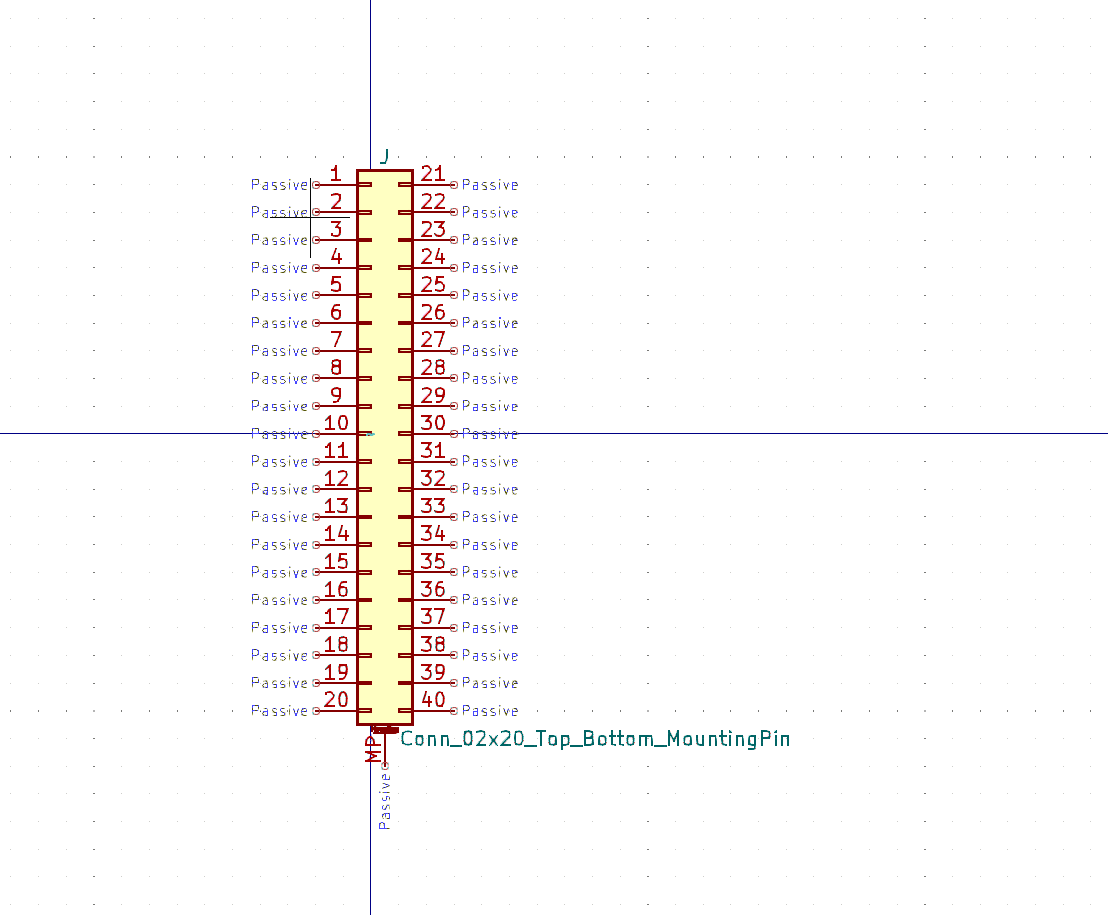 J
Passive 1 21 Passive
Passive 2 22 Passive
Passive 3 23 Passive
Passive 4 24 Passive
Passive 5 25 Passive
Passive 6 26 Passive
Passive 7 27 Passive
Passive 8 28 Passive
Passive 9 29 Passive
Passive 10 30 Passive
Passive 11 31 Passive
Passive 12 32 Passive
Passive 13 33 Passive
Passive 14 34 Passive
Passive 15 35 Passive
Passive 16 36 Passive
Passive 17 37 Passive
Passive 18 38 Passive
Passive 19 39 Passive
Passive 20 40 Passive
MP Conn_02x20_Top_Bottom_MountingPin
Passive